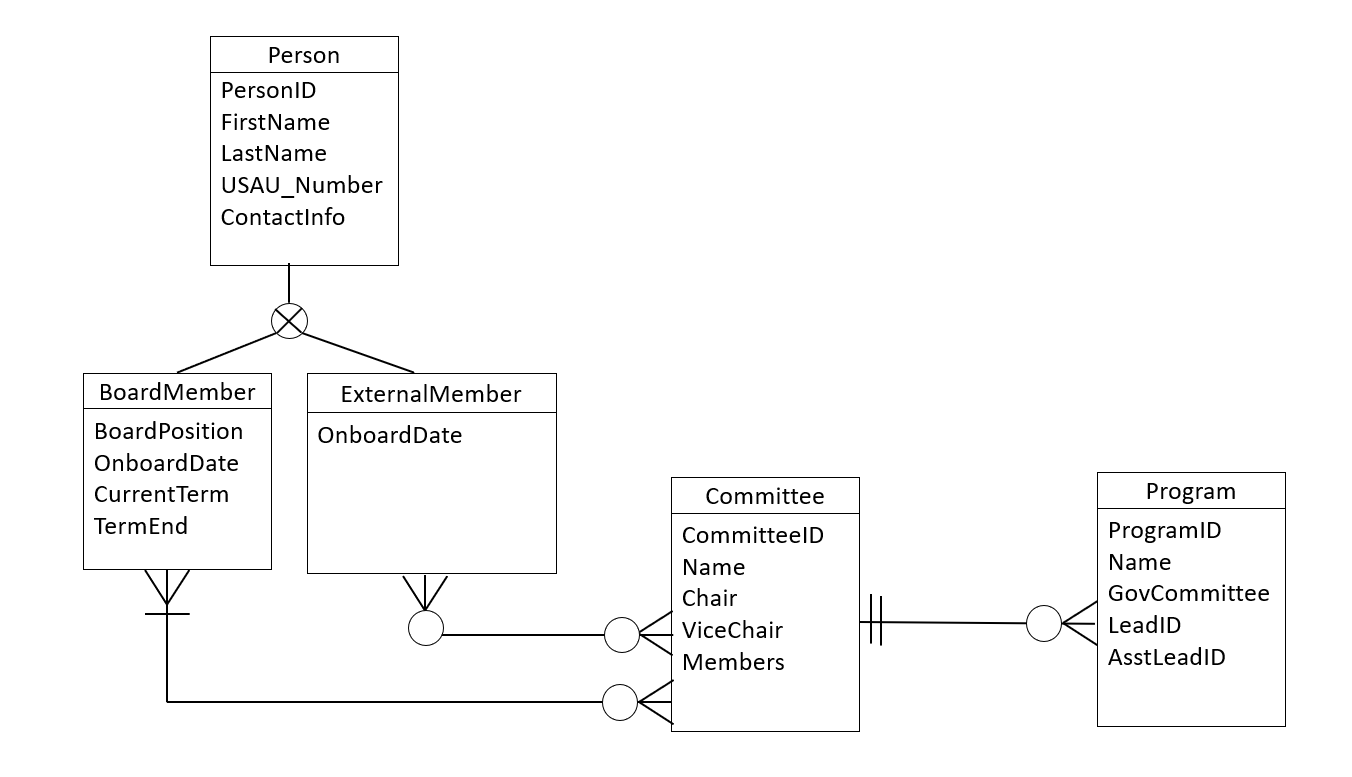 Person
PersonID
FirstName
LastName
USAU_Number
ContactInfo
BoardMember
BoardPosition
OnboardDate
CurrentTerm
TermEnd
ExternalMember
OnboardDate
Committee
CommitteeID
Name
Chair
ViceChair
Members
Program
ProgramID
Name
GovCommittee
LeadID
AsstLeadID